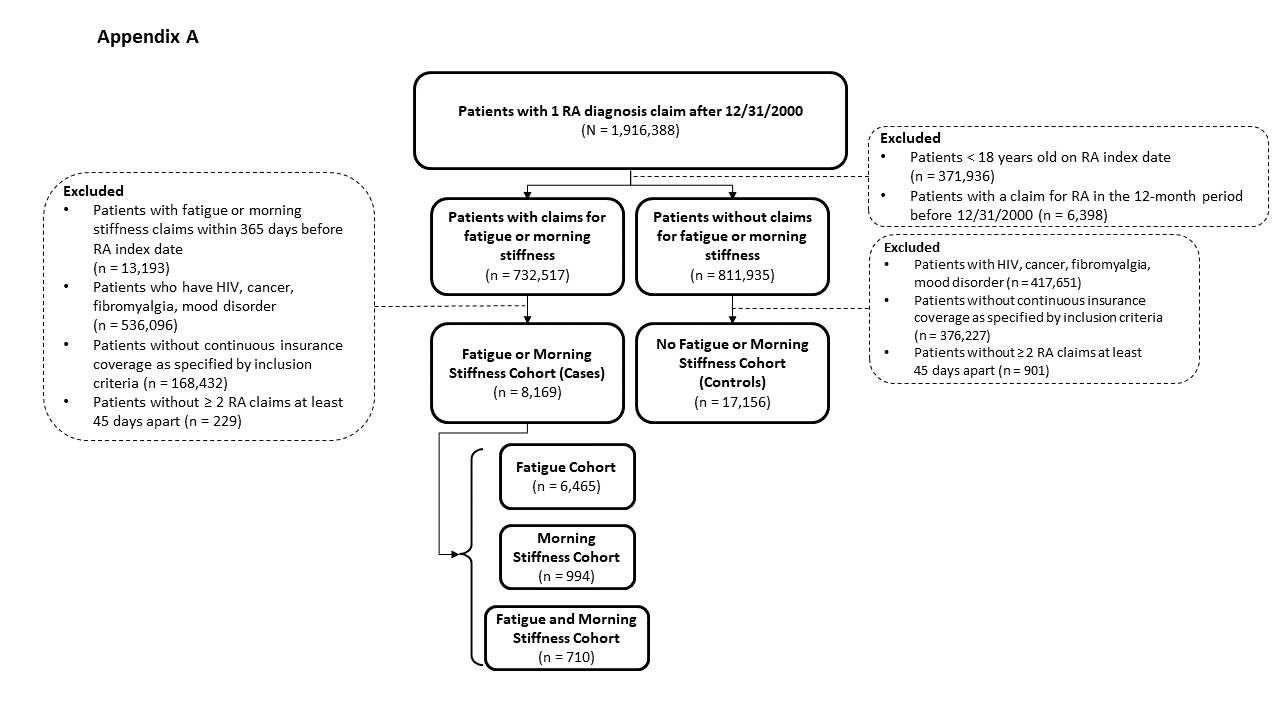 Appendix A
Patients with 1 RA diagnosis claim after 12/31/2000
(N = 1,916,388)
Excluded
• Patients < 18 years old on RA index date
(n = 371,936)
• Patients with a claim for RA in the 12-month period
before 12/31/2000 (n = 6,398)
Patients with claims for
fatigue or morning
stiffness
(n = 732,517)
Patients without claims
for fatigue or morning
stiffness
(n = 811,935)
Excluded
• Patients with fatigue or morning
stiffness claims within 365 days before
RA index date
(n = 13,193)
• Patients who have HIV, cancer,
fibromyalgia, mood disorder
(n = 536,096)
• Patients without continuous insurance
coverage as specified by inclusion
criteria (n = 168,432)
• Patients without ≥ 2 RA claims at least
45 days apart (n = 229)
Excluded
• Patients with HIV, cancer, fibromyalgia,
mood disorder (n = 417,651)
• Patients without continuous insurance
coverage as specified by inclusion criteria
(n = 376,227)
• Patients without ≥ 2 RA claims at least
45 days apart (n = 901)
Fatigue or Morning
Stiffness Cohort (Cases)
(n = 8,169)
No Fatigue or Morning
Stiffness Cohort
(Controls)
(n = 17,156)
Fatigue Cohort
(n = 6,465)
Morning
Stiffness Cohort
(n = 994)
Fatigue and Morning
Stiffness Cohort
(n = 710)